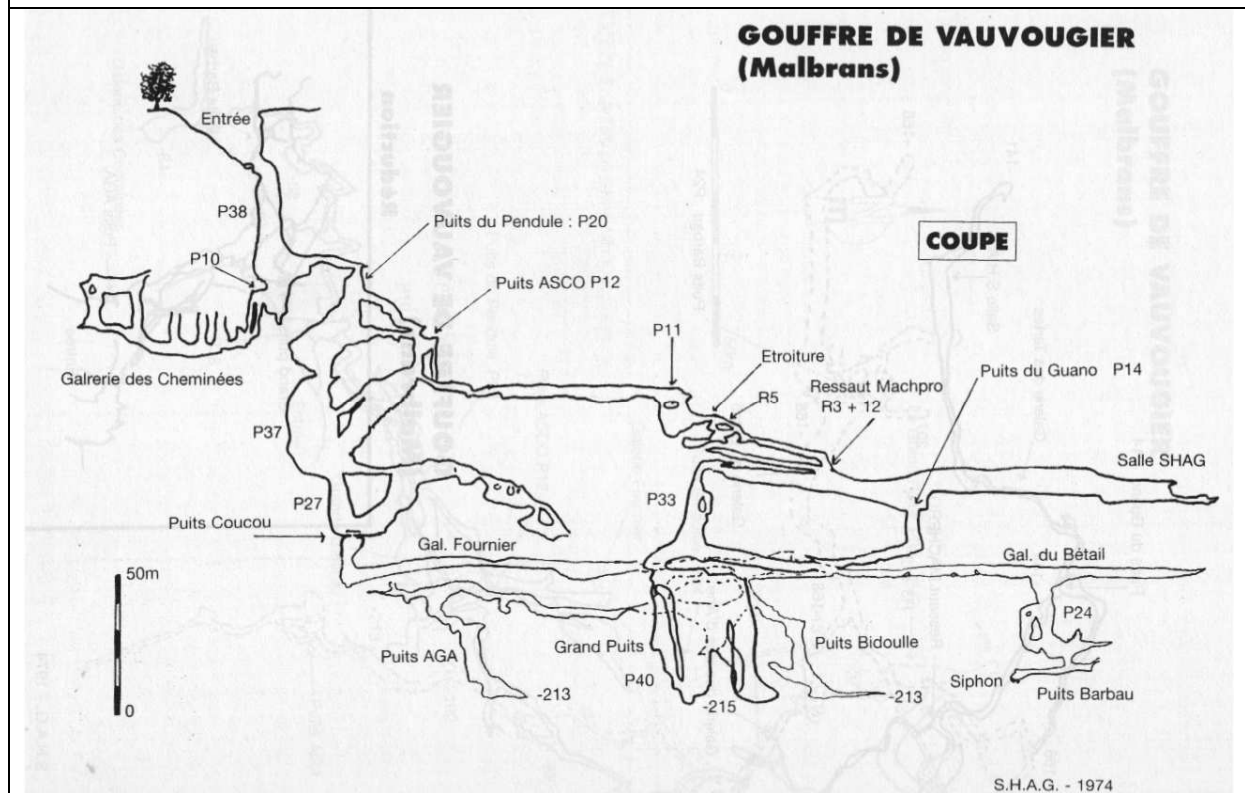 GOUFFRE DE VAUVOUGIER
(Malbrans)
Entrée
P38
Puits du Pendule : P20
COUPE
P10
Puits ASCO P12
P11
Etroiture
R5
Ressaut Machpro
R3 + 12
Puits du Guano P14
Galrerie des Cheminées
P37
Salle SHAG
P27
P33
Puits Coucou
Gal. Fournier
Gal. du Bétail
50m
P24
Puits AGA
Grand Puits
Puits Bidoulle
P40
Siphon
-213
-215
-213
Puits Barbau
0
S.H.A.G. - 1974